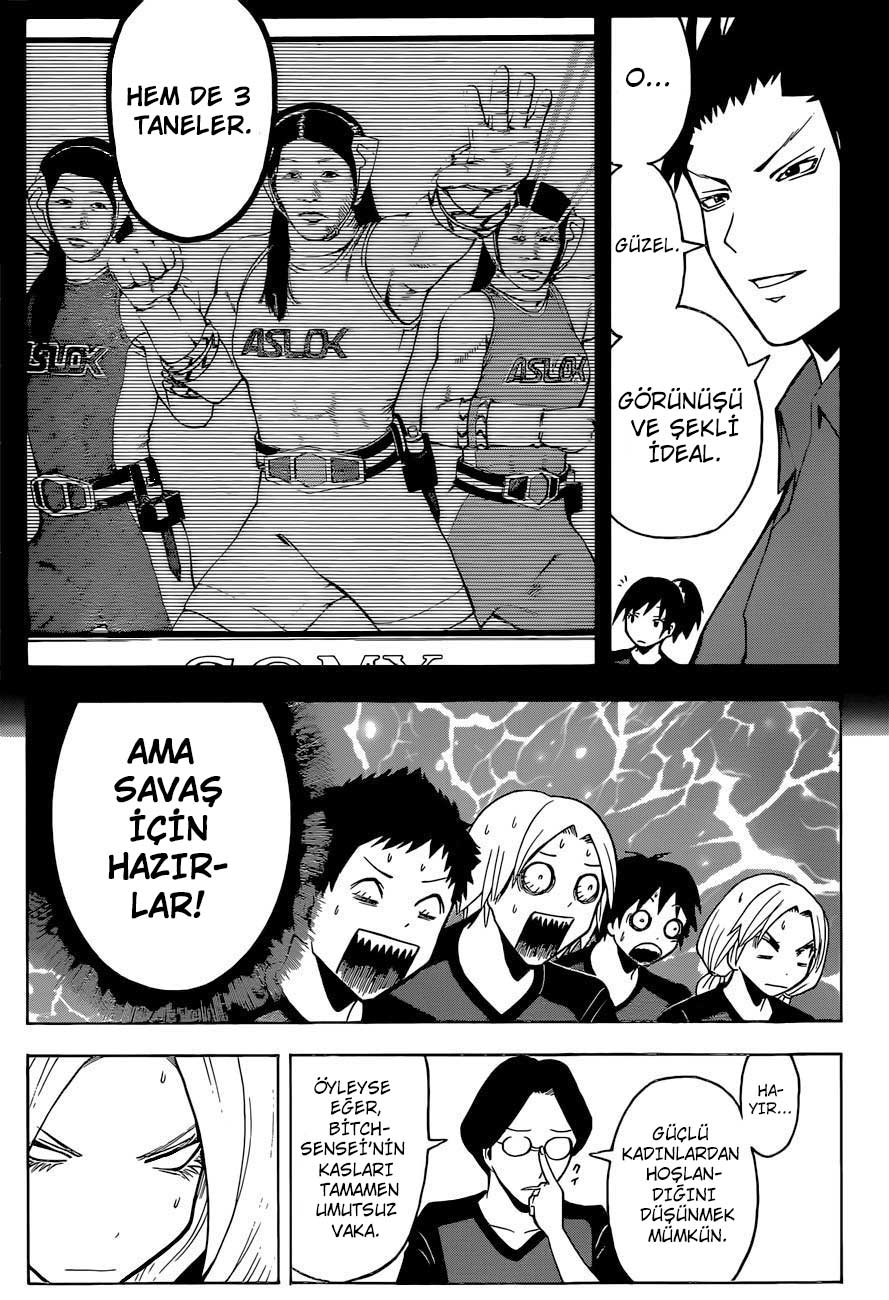 O...
GÜZEL.
GÖRÜNÜŞÜ
VE ŞEKLİ
İDEAL.
HEM DE 3
TANELER.
ASLOK
ASLOK
ASLOK
AMA
SAVAŞ
İÇİN
HAZIR-
LAR!
HA-
YIR...
GÜÇLÜ
KADINLARDAN
HOŞLAN-
DIĞINI
DÜŞÜNMEK
MÜMKÜN.
ÖYLEYSE
EĞER,
BITCH-
SENSEI'NİN
KASLARI
TAMAMEN
UMUTSUZ
VAKA.